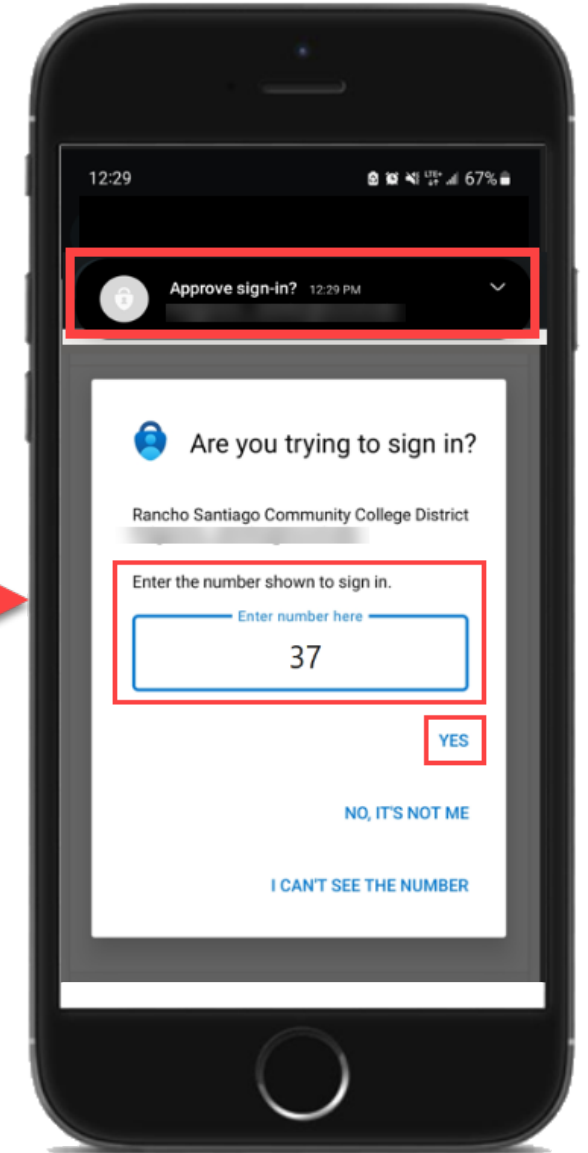 12:29 LTE+ 67%
Approve sign-in? 12:29 PM
Are you trying to sign in?
Rancho Santiago Community College District
Enter the number shown to sign in.
Enter number here
37
YES
NO, IT'S NOT ME
I CAN'T SEE THE NUMBER